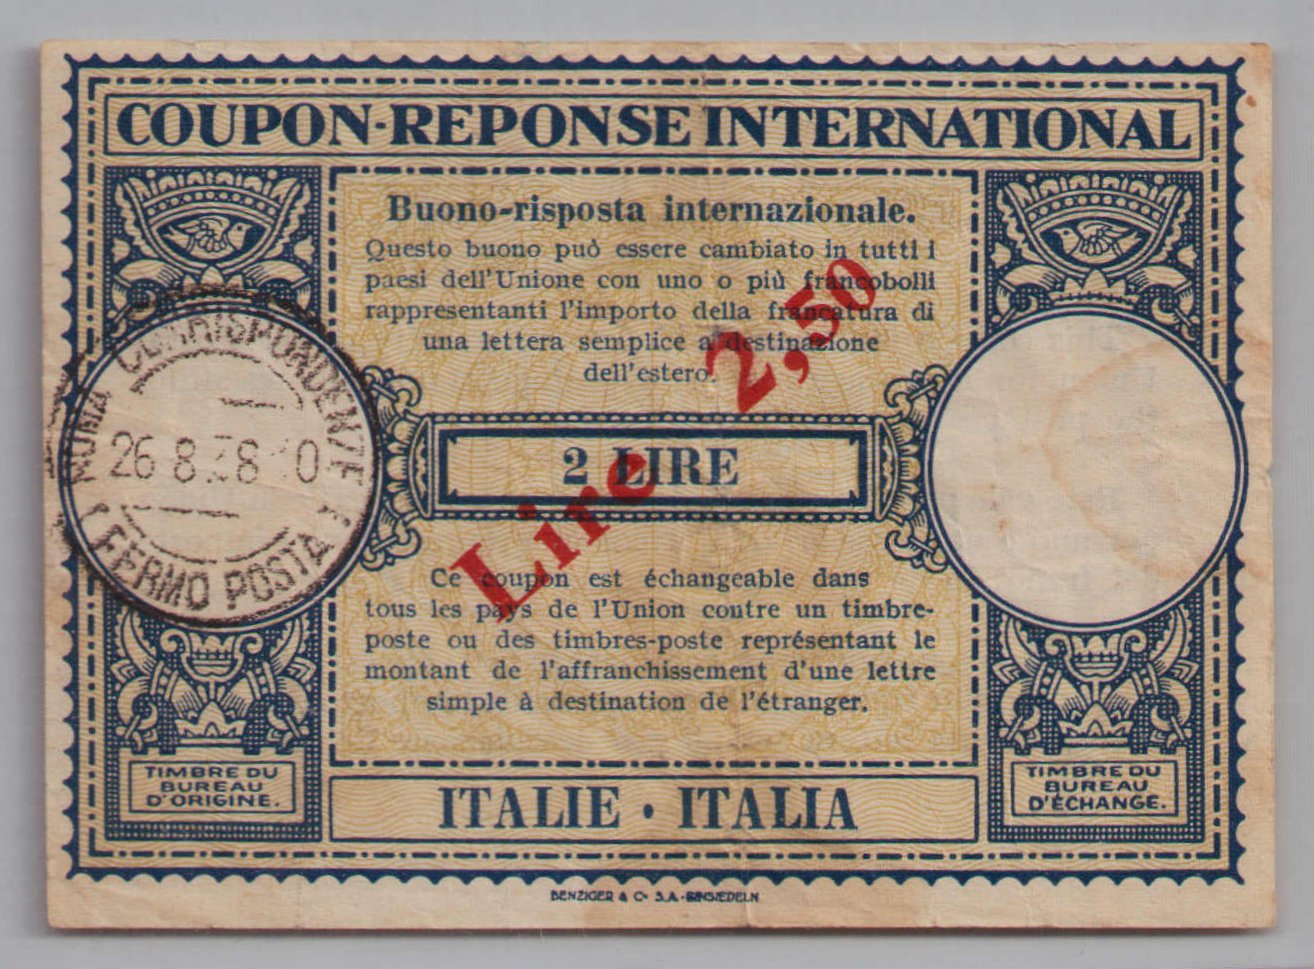 COUPON-REPONSE INTERNATIONAL
Buono-risposta internazionale.
Questo buono può essere cambiato in tutti i
paesi dell'Unione con uno o più francobolli
rappresentanti l'importo della francatura di
una lettera semplice a destinazione
dell'estero.
2 LIRE
Lire 2,50
Ce coupon est échangeable dans
tous les pays de l'Union contre un timbre-
poste ou des timbres-poste représentant le
montant de l'affranchissement d'une lettre
simple à destination de l'étranger.
ROMA CORRISPONDENZE
26 8 38
FERMO POSTA
TIMBRE DU
BUREAU
D'ORIGINE.
ITALIE · ITALIA
TIMBRE DU
BUREAU
D'ÉCHANGE.
BENZIGER & Co S.A.-EINSIEDELN